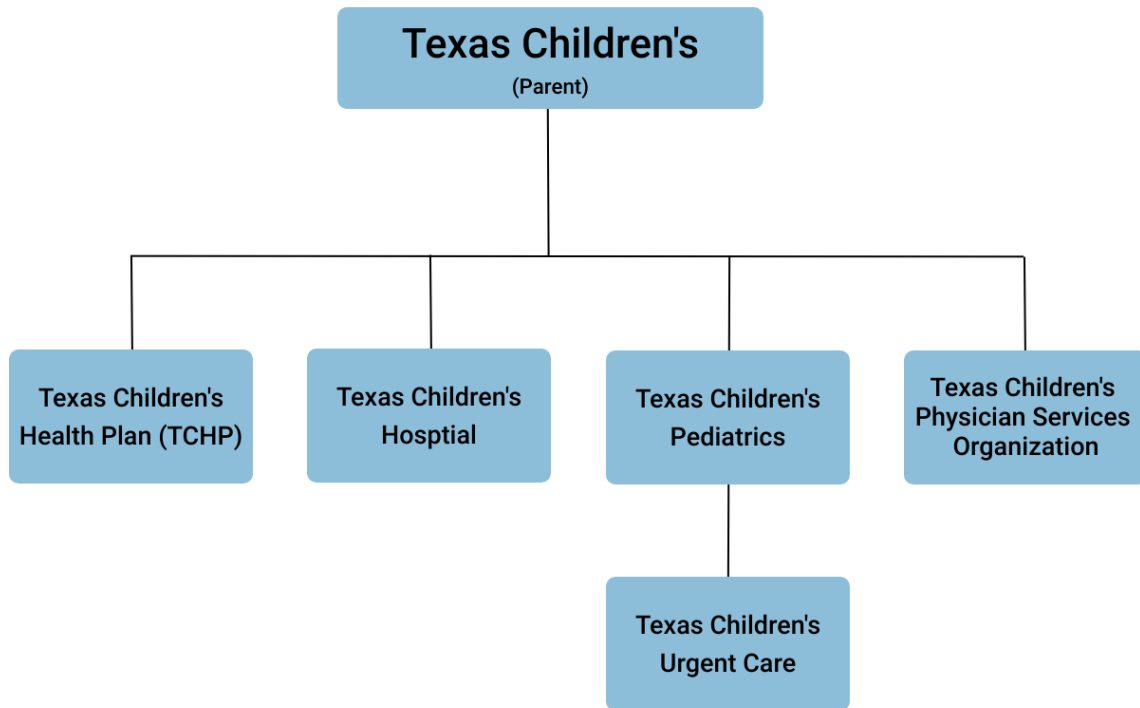 Texas Children's
(Parent)
Texas Children's
Health Plan (TCHP)
Texas Children's
Hosptial
Texas Children's
Pediatrics
Texas Children's
Physician Services
Organization
Texas Children's
Urgent Care